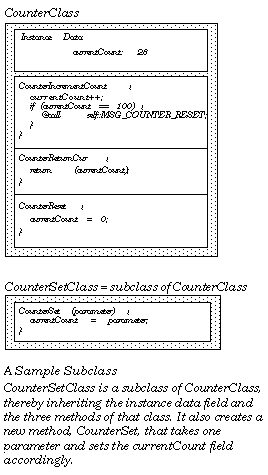 CounterClass
Instance Data
currentCount: 28
CounterIncrementCount {
currentCount++;
if (currentCount == 100) {
@call self::MSG_COUNTER_RESET;
}
}
CounterReturnCur {
return (currentCount)
}
CounterReset {
currentCount = 0;
}
CounterSetClass = subclass of CounterClass
CounterSet (parameter) {
currentCount = parameter;
}
A Sample Subclass
CounterSetClass is a subclass of CounterClass,
thereby inheriting the instance data field and
the three methods of that class. It also creates a
new method, CounterSet, that takes one
parameter and sets the currentCount field
accordingly.